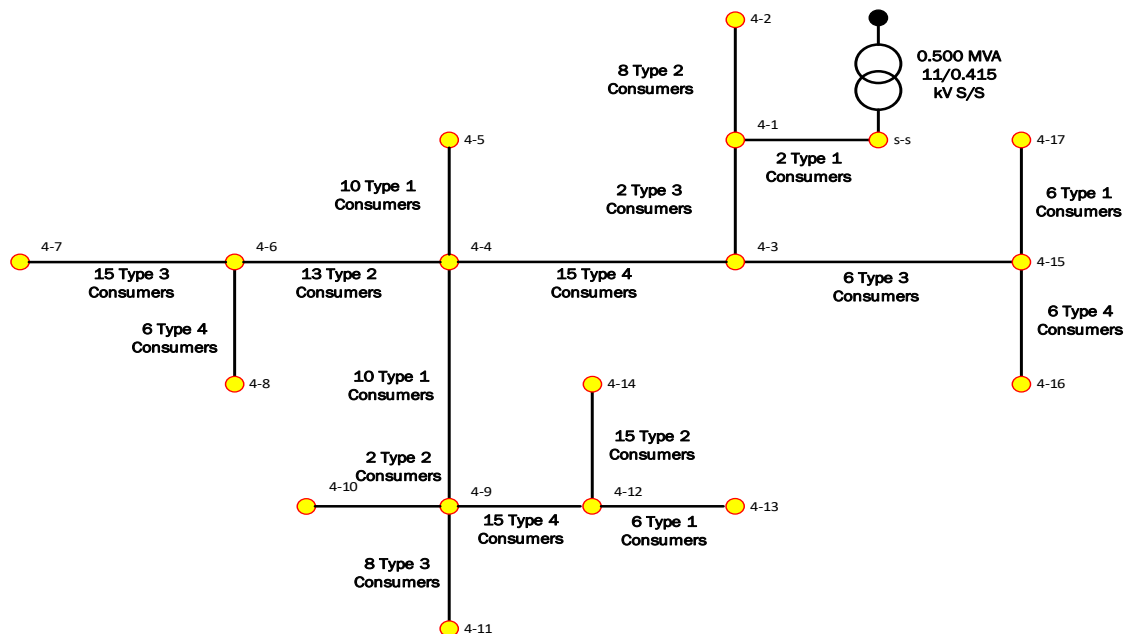 4-2
0.500 MVA
11/0.415
kV S/S
8 Type 2
Consumers
4-1
s-s
2 Type 1
Consumers
4-5
4-17
10 Type 1
Consumers
2 Type 3
Consumers
6 Type 1
Consumers
4-7
4-6
4-4
4-3
4-15
15 Type 3
Consumers
13 Type 2
Consumers
15 Type 4
Consumers
6 Type 3
Consumers
6 Type 4
Consumers
6 Type 4
Consumers
4-8
10 Type 1
Consumers
4-14
4-16
15 Type 2
Consumers
2 Type 2
Consumers
4-10
4-9
4-12
4-13
15 Type 4
Consumers
6 Type 1
Consumers
8 Type 3
Consumers
4-11